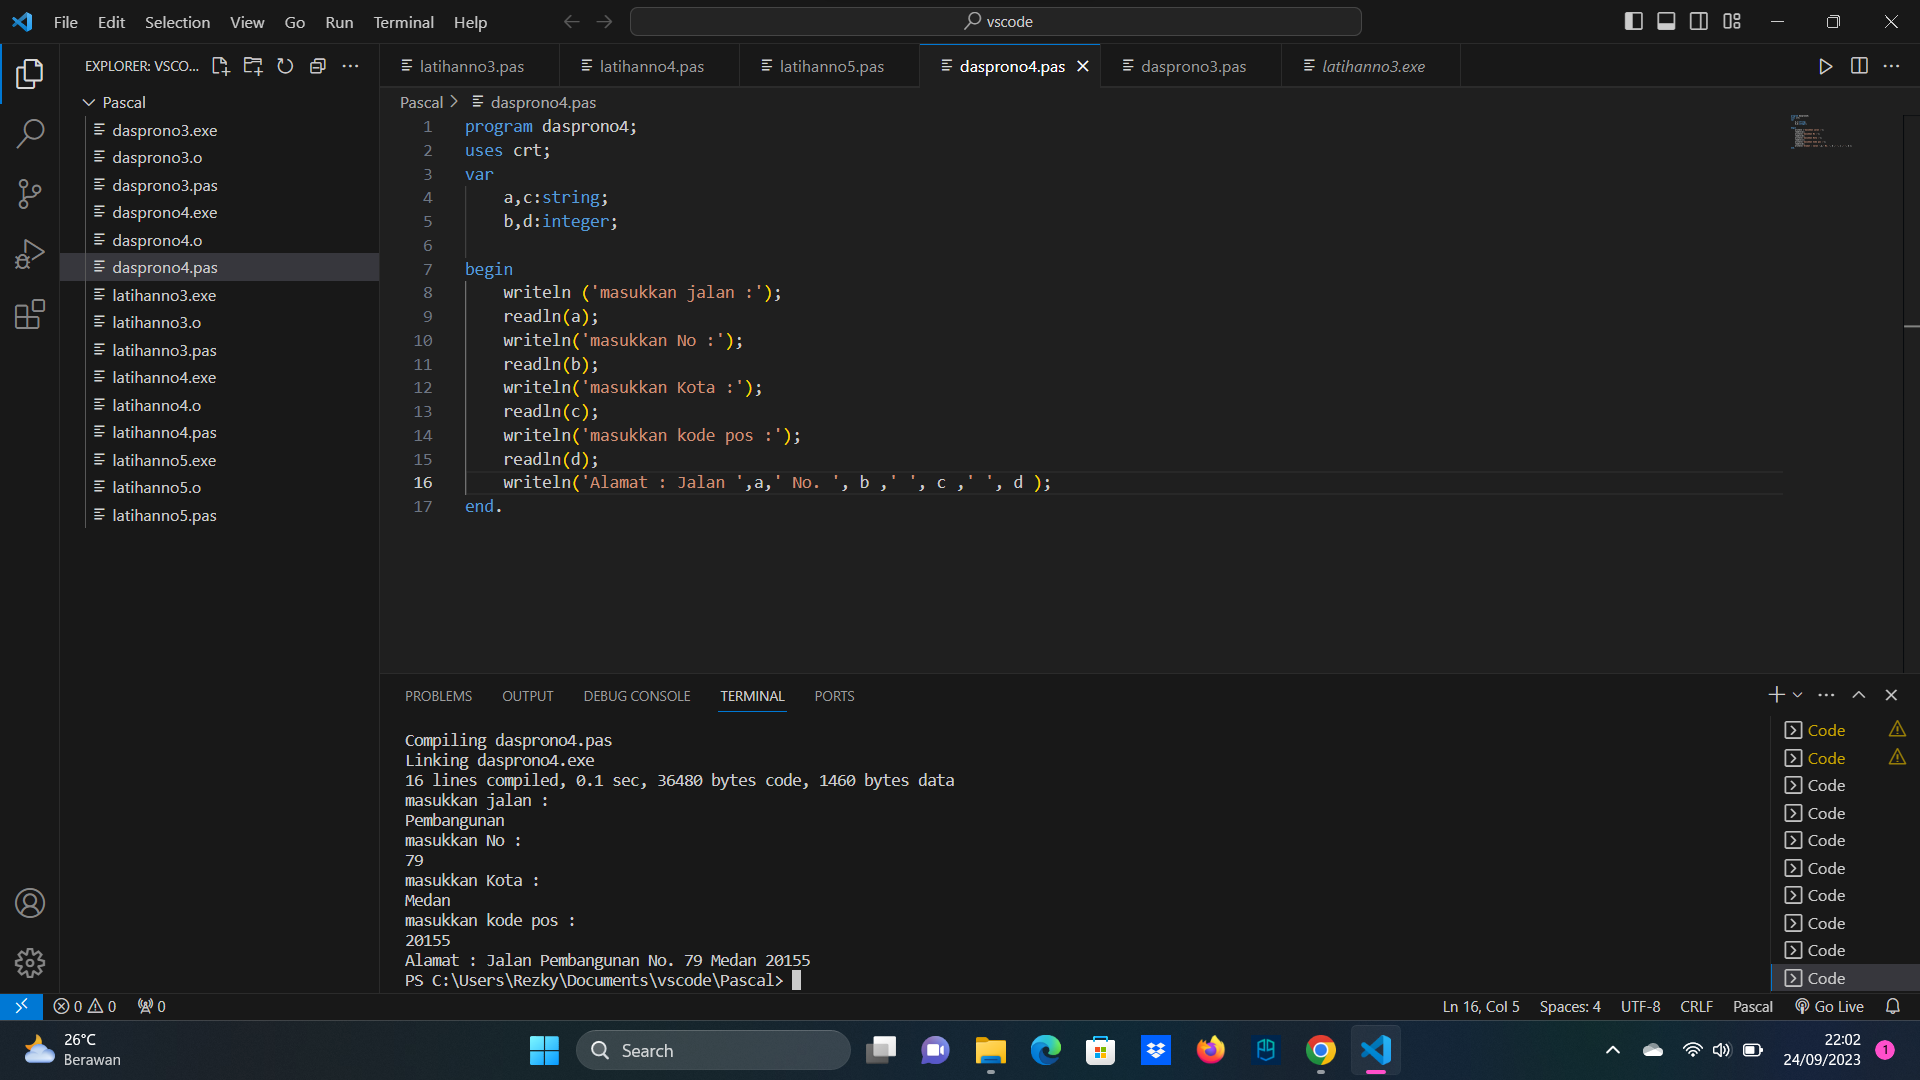 File Edit Selection View Go Run Terminal Help
vscode
EXPLORER: VSCO...
latihanno3.pas latihanno4.pas latihanno5.pas dasprono4.pas dasprono3.pas latihanno3.exe
Pascal
dasprono3.exe
dasprono3.o
dasprono3.pas
dasprono4.exe
dasprono4.o
dasprono4.pas
latihanno3.exe
latihanno3.o
latihanno3.pas
latihanno4.exe
latihanno4.o
latihanno4.pas
latihanno5.exe
latihanno5.o
latihanno5.pas
Pascal > dasprono4.pas
1 program dasprono4;
2 uses crt;
3 var
4 a,c:string;
5 b,d:integer;
6
7 begin
8 writeln ('masukkan jalan :');
9 readln(a);
10 writeln('masukkan No :');
11 readln(b);
12 writeln('masukkan Kota :');
13 readln(c);
14 writeln('masukkan kode pos :');
15 readln(d);
16 writeln('Alamat : Jalan ',a,' No. ', b ,' ', c ,' ', d );
17 end.
PROBLEMS OUTPUT DEBUG CONSOLE TERMINAL PORTS
Compiling dasprono4.pas
Linking dasprono4.exe
16 lines compiled, 0.1 sec, 36480 bytes code, 1460 bytes data
masukkan jalan :
Pembangunan
masukkan No :
79
masukkan Kota :
Medan
masukkan kode pos :
20155
Alamat : Jalan Pembangunan No. 79 Medan 20155
PS C:\Users\Rezky\Documents\vscode\Pascal>
Code
Code
Code
Code
Code
Code
Code
Code
Code
Code
0 0 0
Ln 16, Col 5 Spaces: 4 UTF-8 CRLF Pascal Go Live
26°C
Berawan
Search
22:02
24/09/2023
1